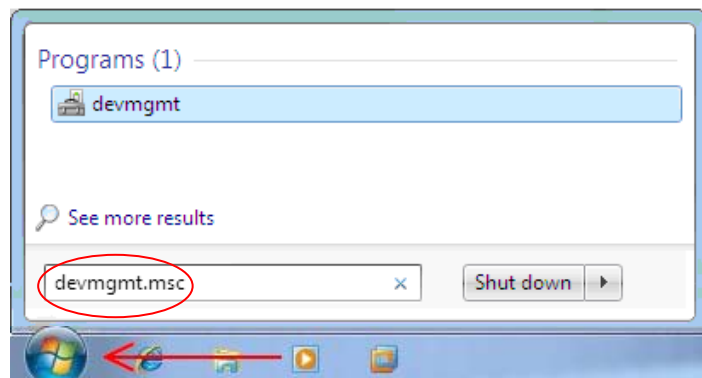 Programs (1)
devmgmt
See more results
devmgmt.msc
Shut down